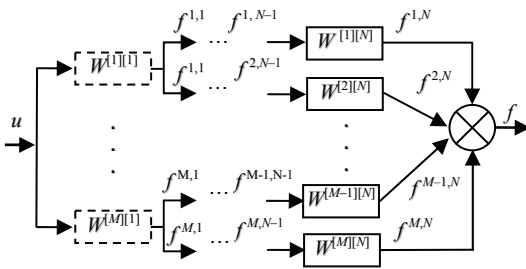 f^{1,1} … f^{1,N−1} W^{[1][N]} f^{1,N}
W^{[1][1]} f^{1,1} … f^{2,N−1} W^{[2][N]} f^{2,N}
u f
f^{M,1} … f^{M-1,N-1} W^{[M−1][N]} f^{M−1,N}
W^{[M][1]} f^{M,1} … f^{M,N−1} W^{[M][N]} f^{M,N}